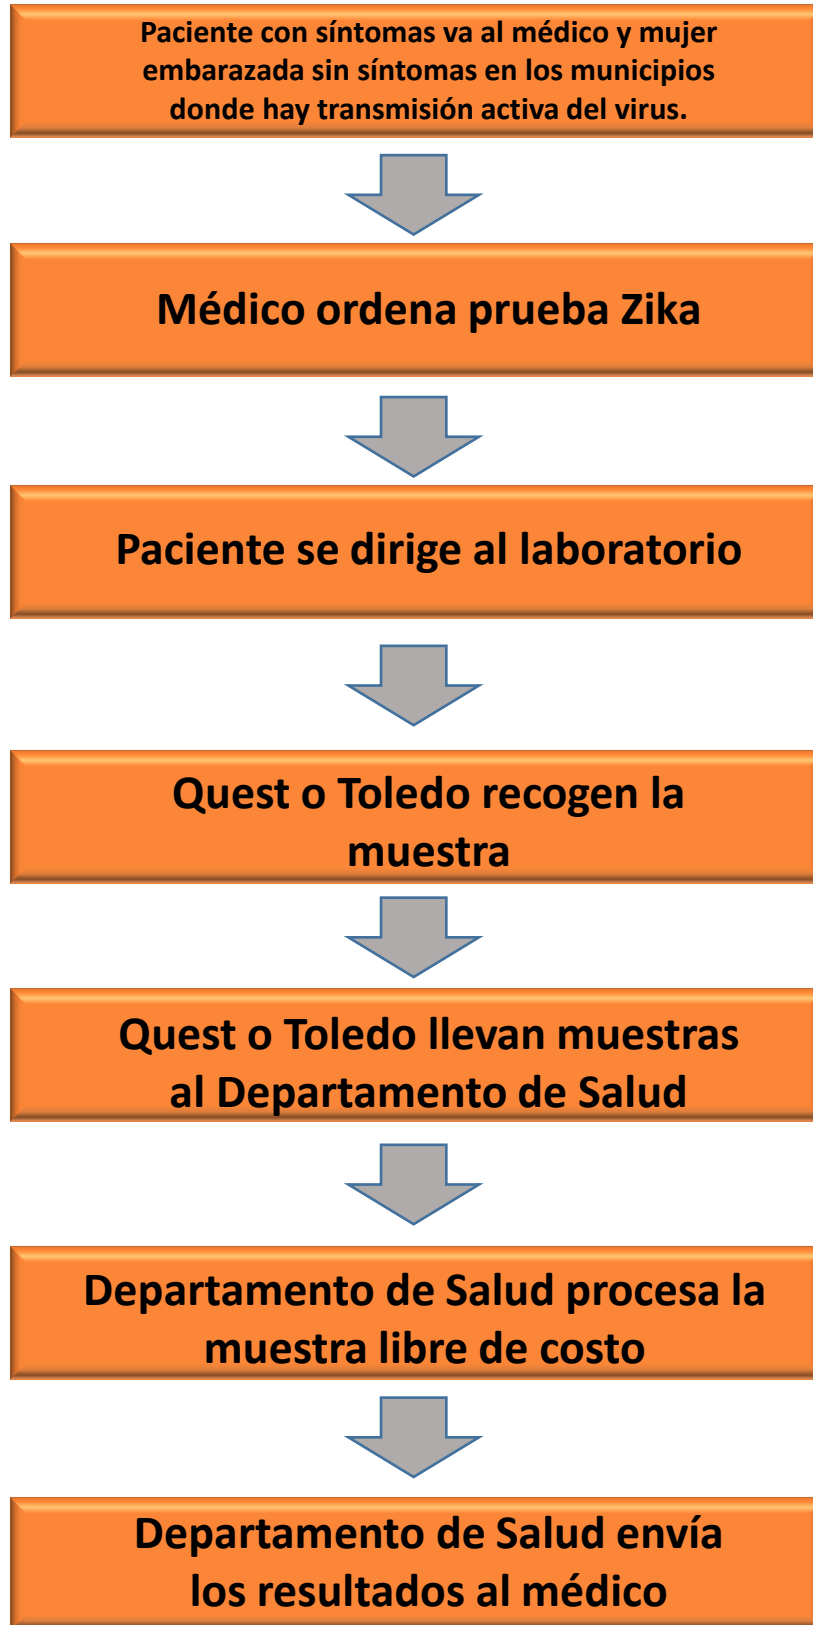 Paciente con síntomas va al médico y mujer
embarazada sin síntomas en los municipios
donde hay transmisión activa del virus.
Médico ordena prueba Zika
Paciente se dirige al laboratorio
Quest o Toledo recogen la
muestra
Quest o Toledo llevan muestras
al Departamento de Salud
Departamento de Salud procesa la
muestra libre de costo
Departamento de Salud envía
los resultados al médico